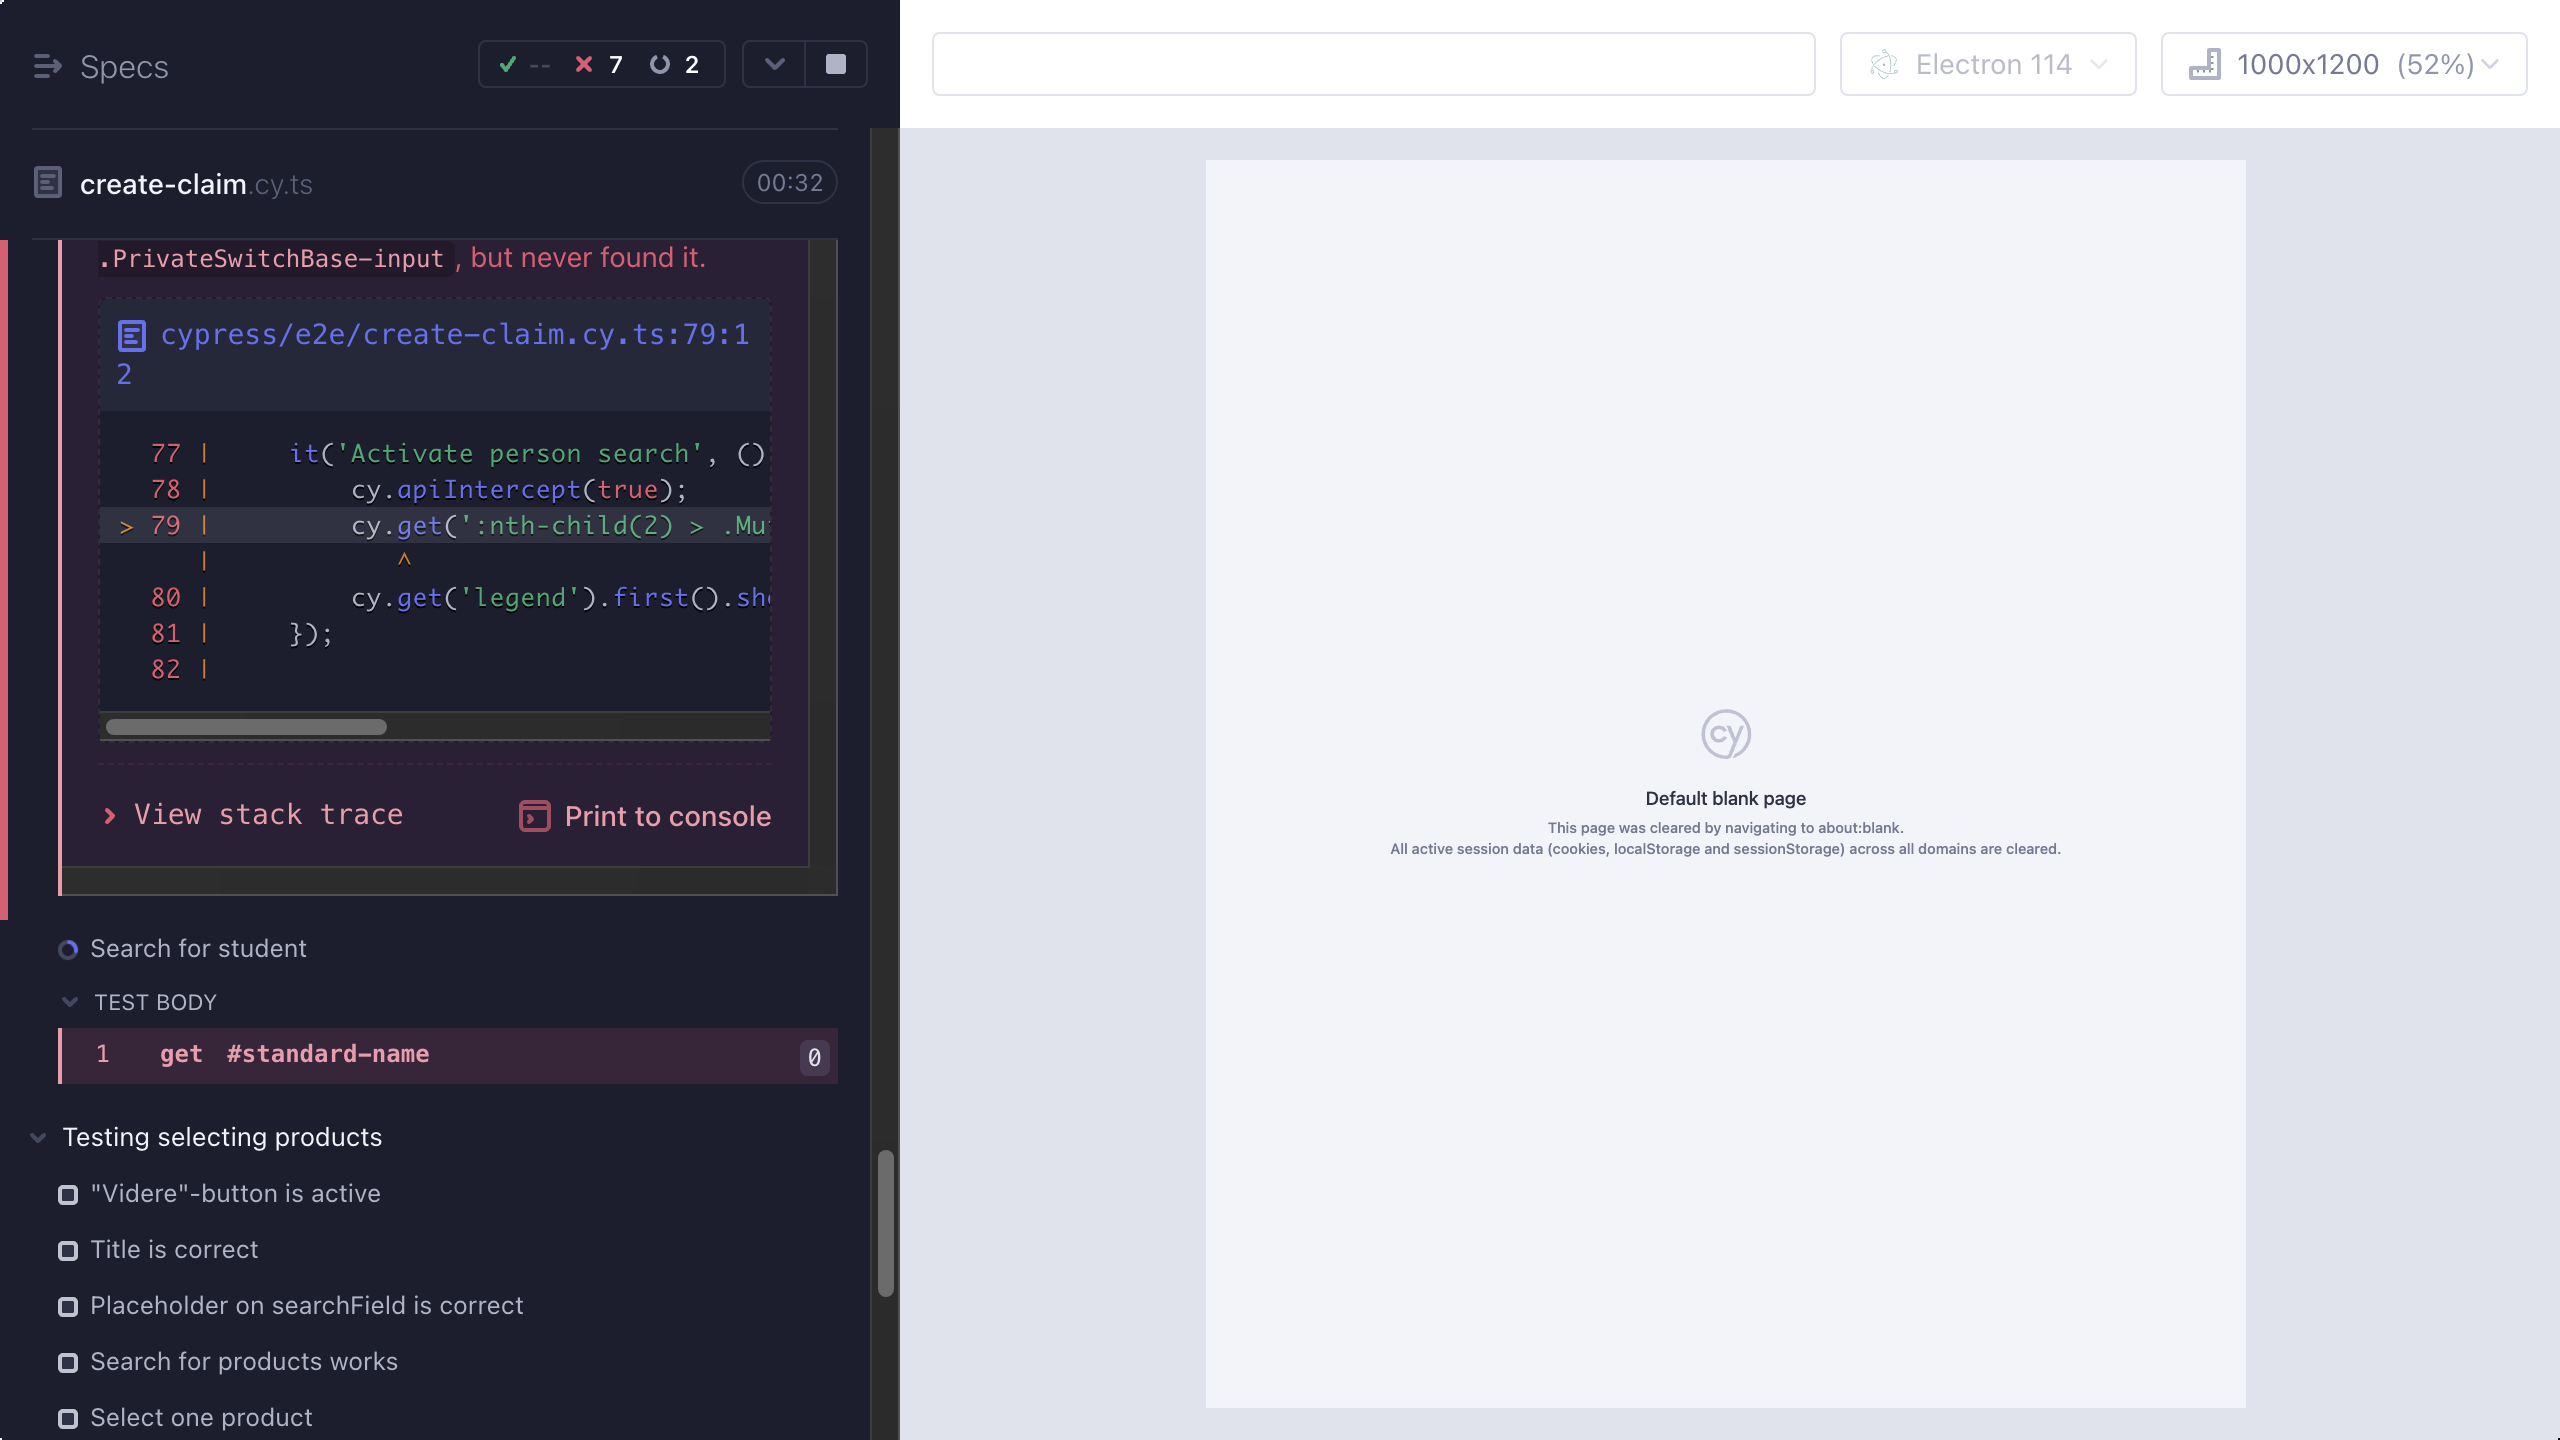 Specs
-- 7 2
Electron 114
1000x1200 (52%)
create-claim.cy.ts
00:32
.PrivateSwitchBase-input , but never found it.
cypress/e2e/create-claim.cy.ts:79:1
2
77 | it('Activate person search', ()
78 | cy.apiIntercept(true);
> 79 | cy.get(':nth-child(2) > .Mu
| ^
80 | cy.get('legend').first().sh
81 | });
82 |
View stack trace
Print to console
Search for student
TEST BODY
1 get #standard-name 0
Testing selecting products
"Videre"-button is active
Title is correct
Placeholder on searchField is correct
Search for products works
Select one product
cy
Default blank page
This page was cleared by navigating to about:blank.
All active session data (cookies, localStorage and sessionStorage) across all domains are cleared.